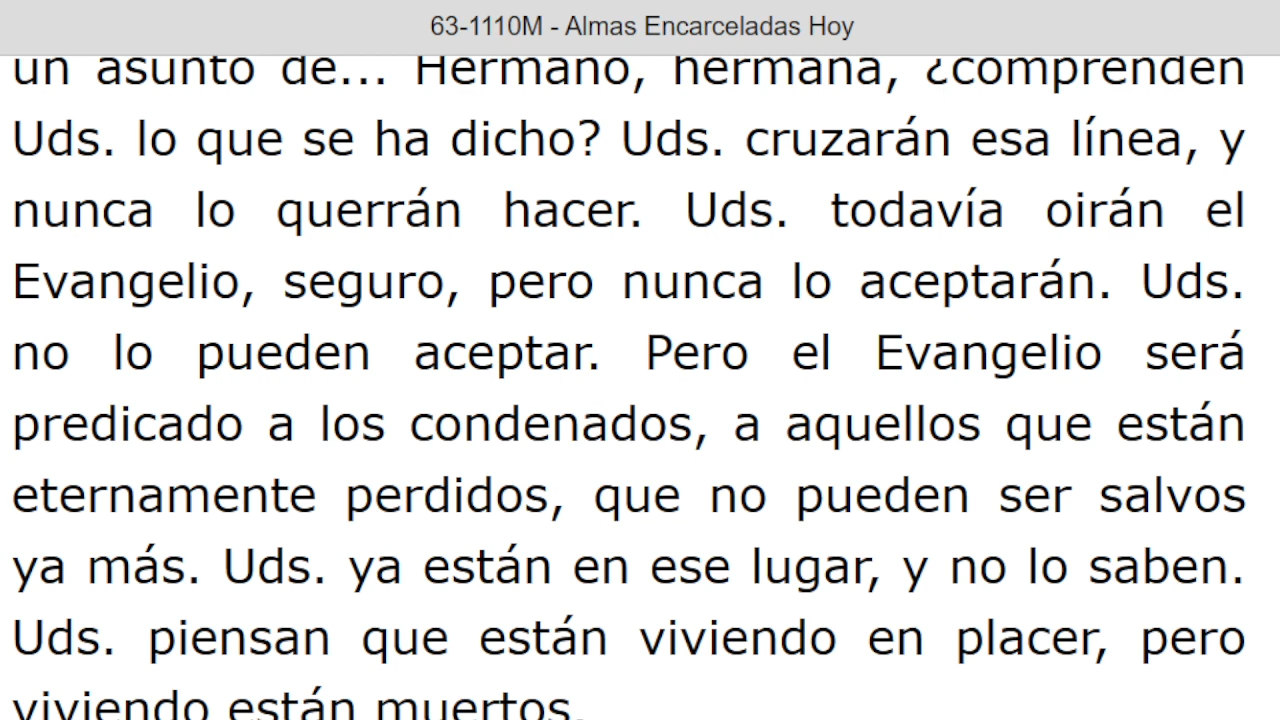 63-1110M - Almas Encarceladas Hoy
un asunto de... Hermano, hermana, ¿comprenden
Uds. lo que se ha dicho? Uds. cruzarán esa línea, y
nunca lo querrán hacer. Uds. todavía oirán el
Evangelio, seguro, pero nunca lo aceptarán. Uds.
no lo pueden aceptar. Pero el Evangelio será
predicado a los condenados, a aquellos que están
eternamente perdidos, que no pueden ser salvos
ya más. Uds. ya están en ese lugar, y no lo saben.
Uds. piensan que están viviendo en placer, pero
viviendo están muertos.